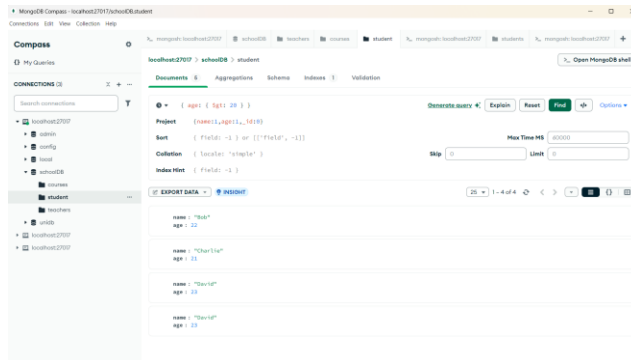 MongoDB Compass - localhost:27017/schoolDB.student
Connections Edit View Collection Help
Compass
mongosh: localhost:27017 schoolDB teachers courses student mongosh: localhost:27017 students mongosh: localhost:27017 +
{} My Queries
localhost:27017 > schoolDB > student
>_ Open MongoDB shell
Documents 5 Aggregations Schema Indexes 1 Validation
CONNECTIONS (3)
Search connections
localhost:27017
admin
config
local
schoolDB
courses
student
teachers
localhost:27017
localhost:27017
{ age: { $gt: 20 } }
Generate query Explain Reset Find Options
Project {name:1,age:1,_id:0}
Sort { field: -1 } or [['field', -1]]
Max Time MS 60000
Collation { locale: 'simple' }
Skip 0 Limit 0
Index Hint { field: -1 }
EXPORT DATA INSIGHT
25 1 – 4 of 4
name : "Bob"
age : 22
name : "Charlie"
age : 21
name : "David"
age : 23
name : "David"
age : 23